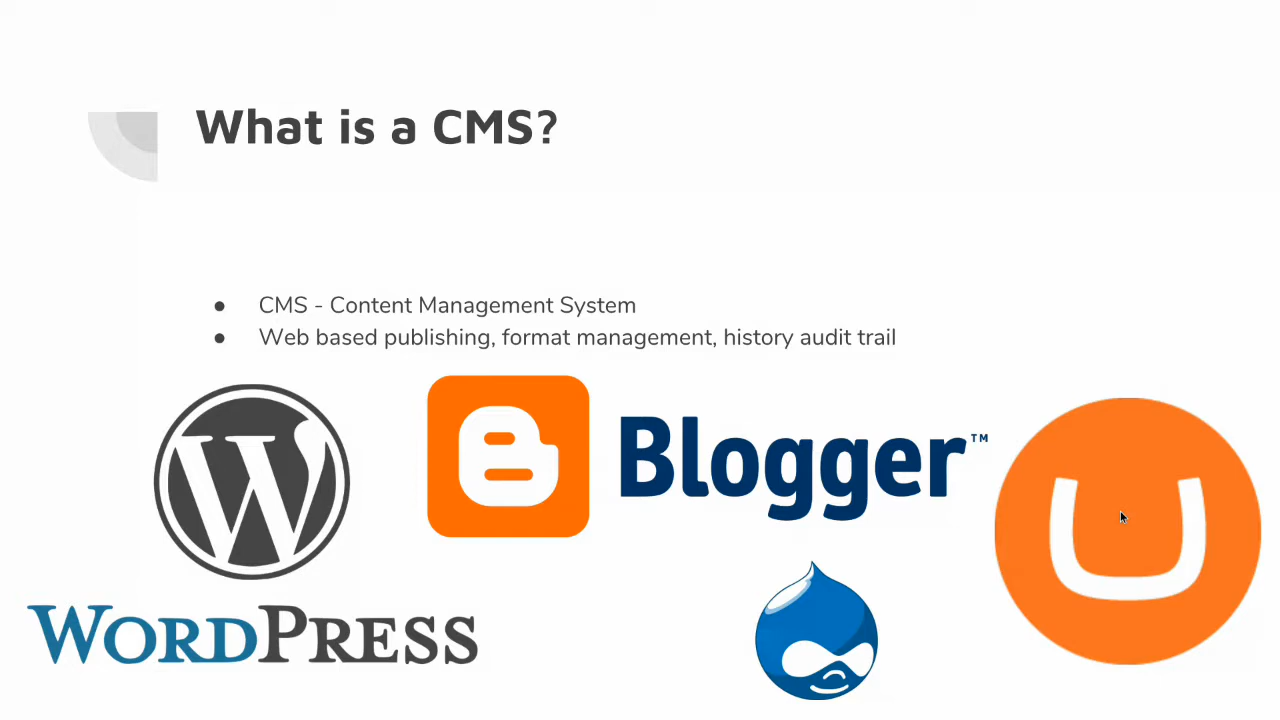 What is a CMS?
● CMS - Content Management System
● Web based publishing, format management, history audit trail
Blogger™
WORDPRESS